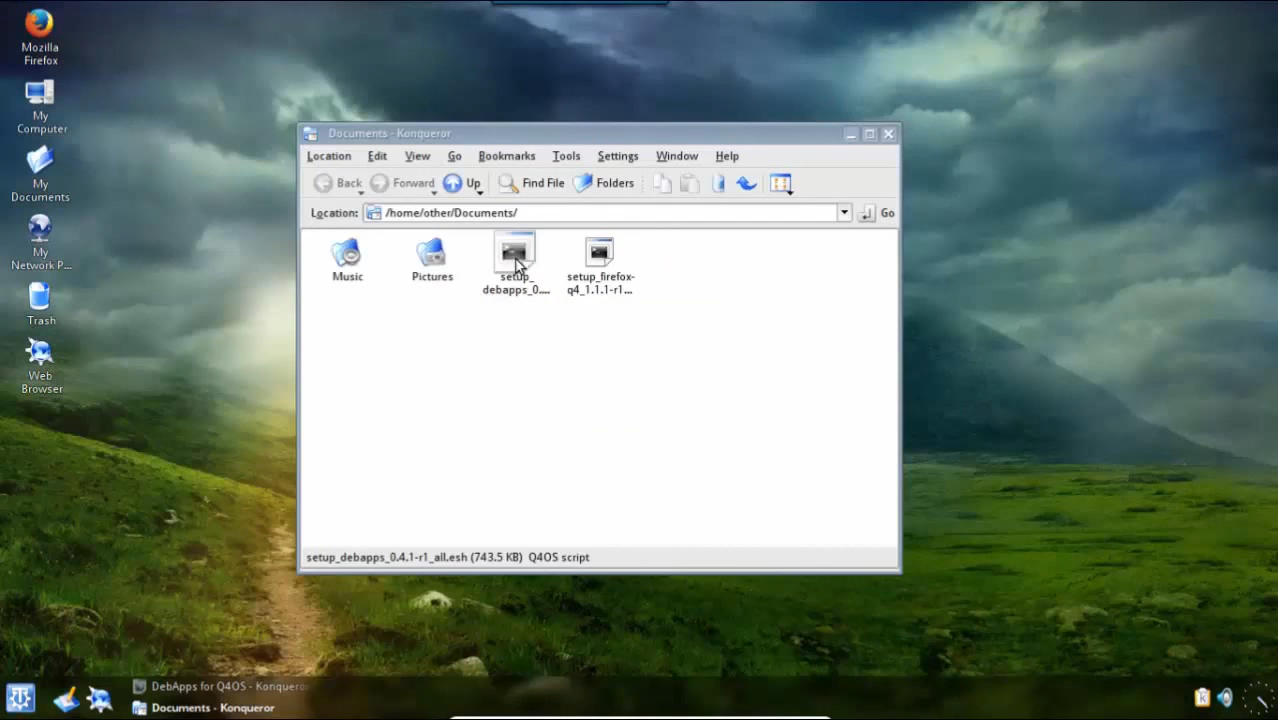 Mozilla
Firefox
My
Computer
My
Documents
My
Network P...
Trash
Web
Browser
Documents - Konqueror
Location Edit View Go Bookmarks Tools Settings Window Help
Back Forward Up Find File Folders
Location: /home/other/Documents/ Go
Music
Pictures
setup_
debapps_0....
setup_firefox-
q4_1.1.1-r1...
setup_debapps_0.4.1-r1_all.esh (743.5 KB) Q4OS script
DebApps for Q4OS - Konqueror
Documents - Konqueror